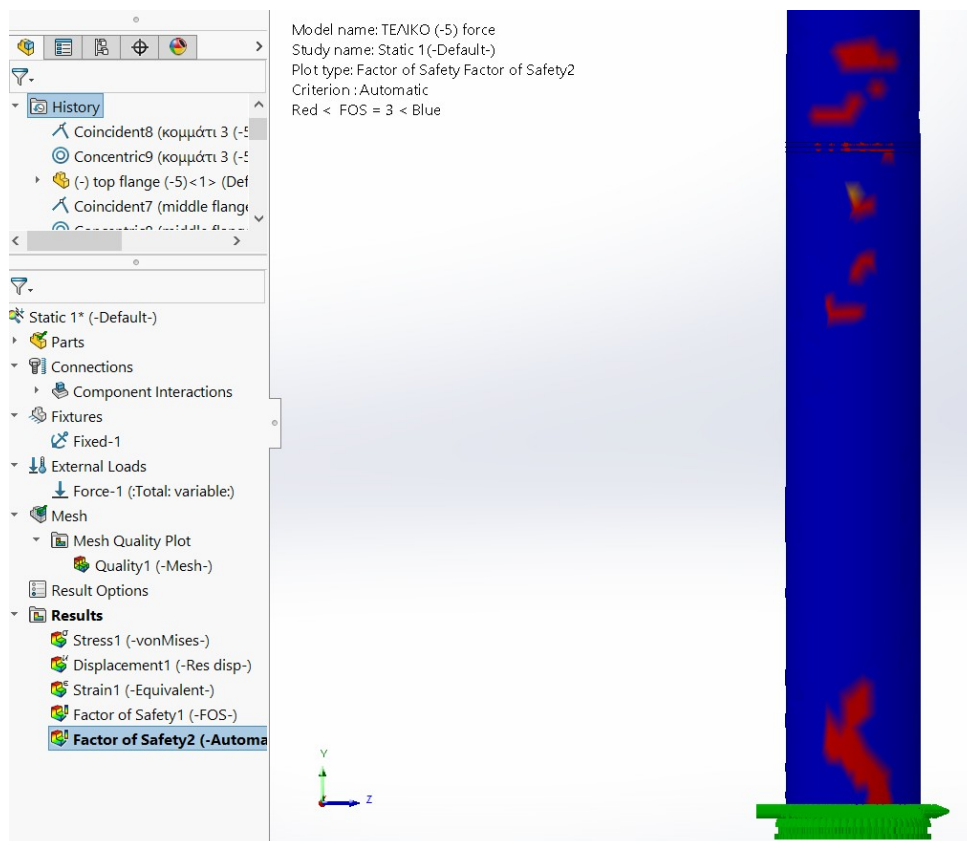 Model name: ΤΕΛΙΚΟ (-5) force
Study name: Static 1(-Default-)
Plot type: Factor of Safety Factor of Safety2
Criterion : Automatic
Red < FOS = 3 < Blue
History
Coincident8 (κομμάτι 3 (-5
Concentric9 (κομμάτι 3 (-5
(-) top flange (-5)<1> (Def
Coincident7 (middle flange
Static 1* (-Default-)
Parts
Connections
Component Interactions
Fixtures
Fixed-1
External Loads
Force-1 (:Total: variable:)
Mesh
Mesh Quality Plot
Quality1 (-Mesh-)
Result Options
Results
Stress1 (-vonMises-)
Displacement1 (-Res disp-)
Strain1 (-Equivalent-)
Factor of Safety1 (-FOS-)
Factor of Safety2 (-Automa
Y
Z